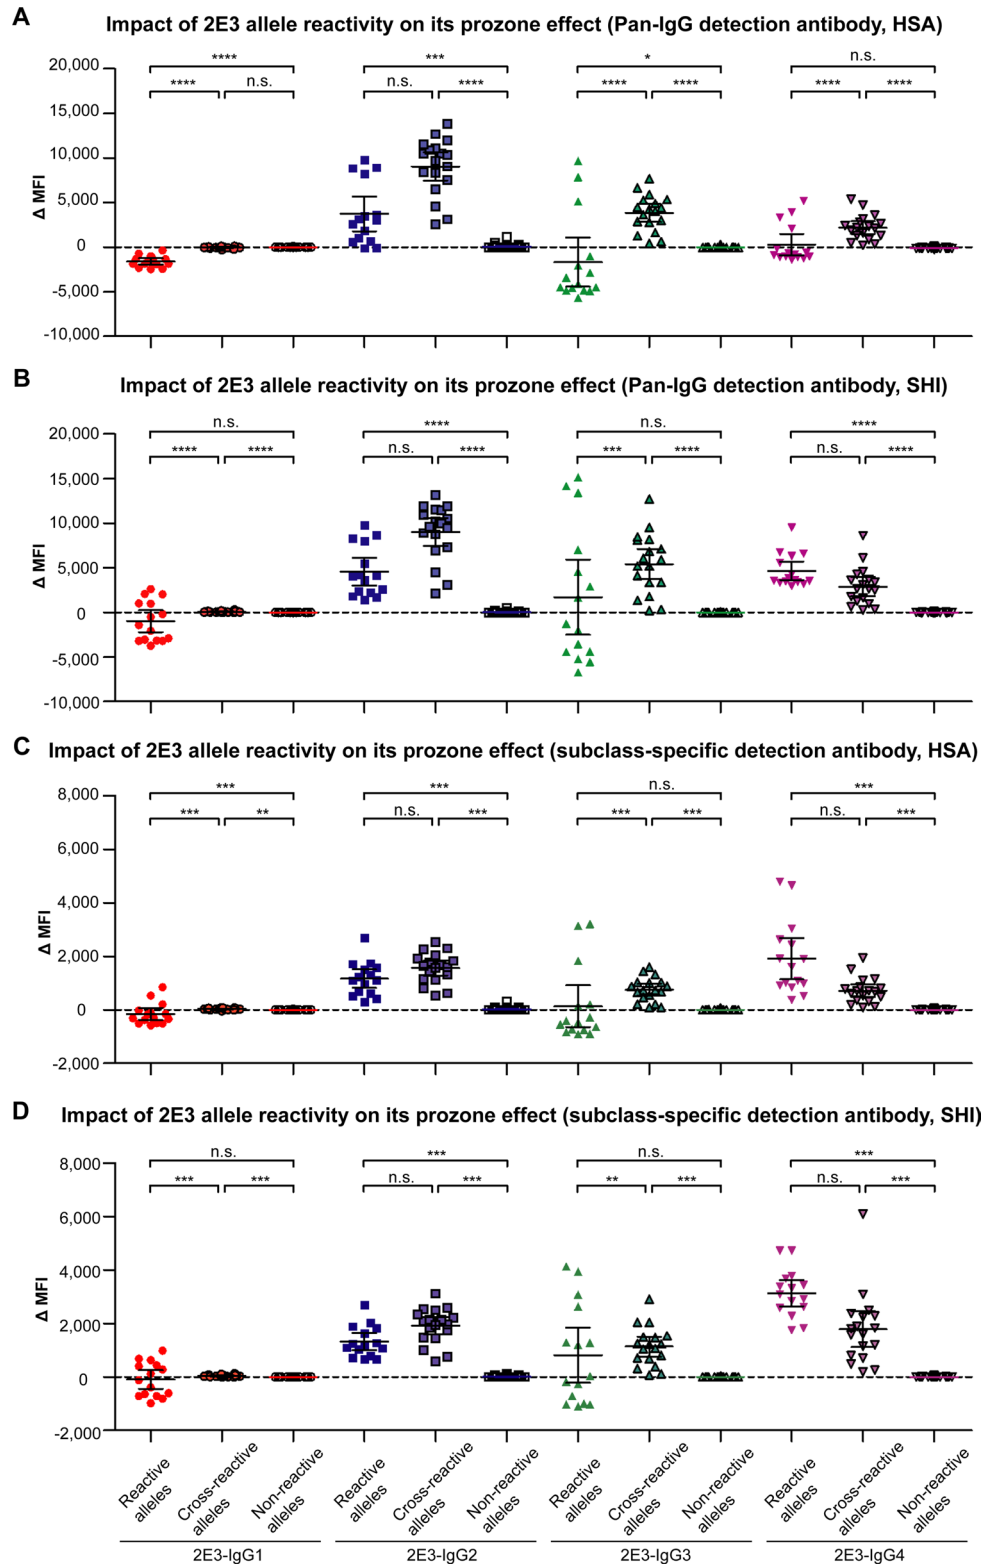 A
Impact of 2E3 allele reactivity on its prozone effect (Pan-IgG detection antibody, HSA)
**** *** * n.s.
**** n.s. n.s. **** **** **** **** ****
20,000
15,000
10,000
5,000
0
-5,000
-10,000
Δ MFI
B
Impact of 2E3 allele reactivity on its prozone effect (Pan-IgG detection antibody, SHI)
n.s. **** n.s. ****
**** **** n.s. **** *** **** n.s. ****
20,000
15,000
10,000
5,000
0
-5,000
-10,000
Δ MFI
C
Impact of 2E3 allele reactivity on its prozone effect (subclass-specific detection antibody, HSA)
*** *** n.s. ***
*** ** n.s. *** *** *** n.s. ***
8,000
6,000
4,000
2,000
0
-2,000
Δ MFI
D
Impact of 2E3 allele reactivity on its prozone effect (subclass-specific detection antibody, SHI)
n.s. *** n.s. ***
*** *** n.s. *** ** *** n.s. ***
8,000
6,000
4,000
2,000
0
-2,000
Δ MFI
Reactive alleles
Cross-reactive alleles
Non-reactive alleles
Reactive alleles
Cross-reactive alleles
Non-reactive alleles
Reactive alleles
Cross-reactive alleles
Non-reactive alleles
Reactive alleles
Cross-reactive alleles
Non-reactive alleles
2E3-IgG1 2E3-IgG2 2E3-IgG3 2E3-IgG4